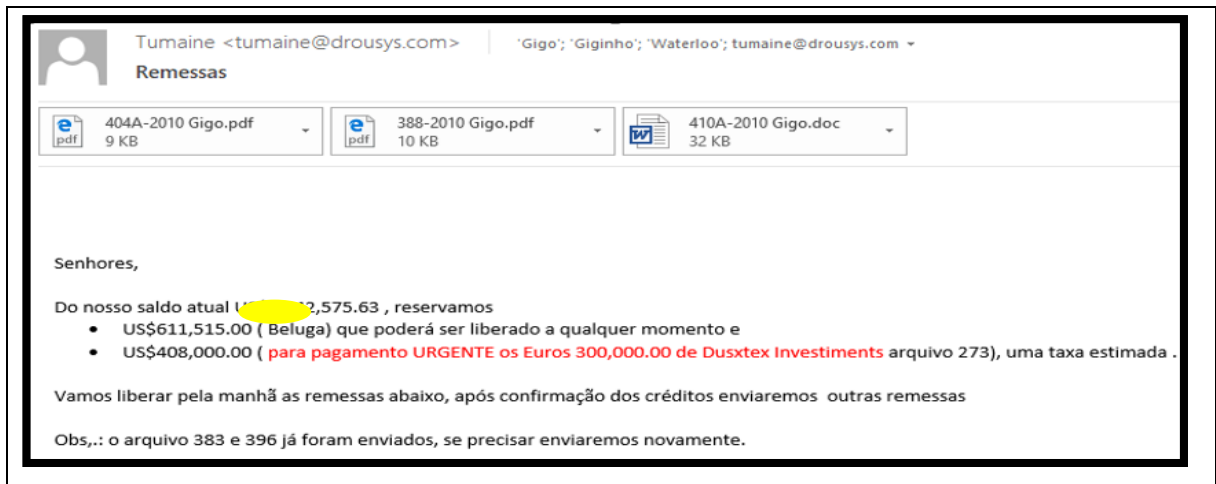 Tumaine <tumaine@drousys.com> 'Gigo'; 'Giginho'; 'Waterloo'; tumaine@drousys.com
Remessas
404A-2010 Gigo.pdf
9 KB
388-2010 Gigo.pdf
10 KB
410A-2010 Gigo.doc
32 KB
Senhores,
Do nosso saldo atual 2,575.63 , reservamos
• US$611,515.00 ( Beluga) que poderá ser liberado a qualquer momento e
• US$408,000.00 ( para pagamento URGENTE os Euros 300,000.00 de Dusxtex Investiments arquivo 273), uma taxa estimada .
Vamos liberar pela manhã as remessas abaixo, após confirmação dos créditos enviaremos outras remessas
Obs,.: o arquivo 383 e 396 já foram enviados, se precisar enviaremos novamente.